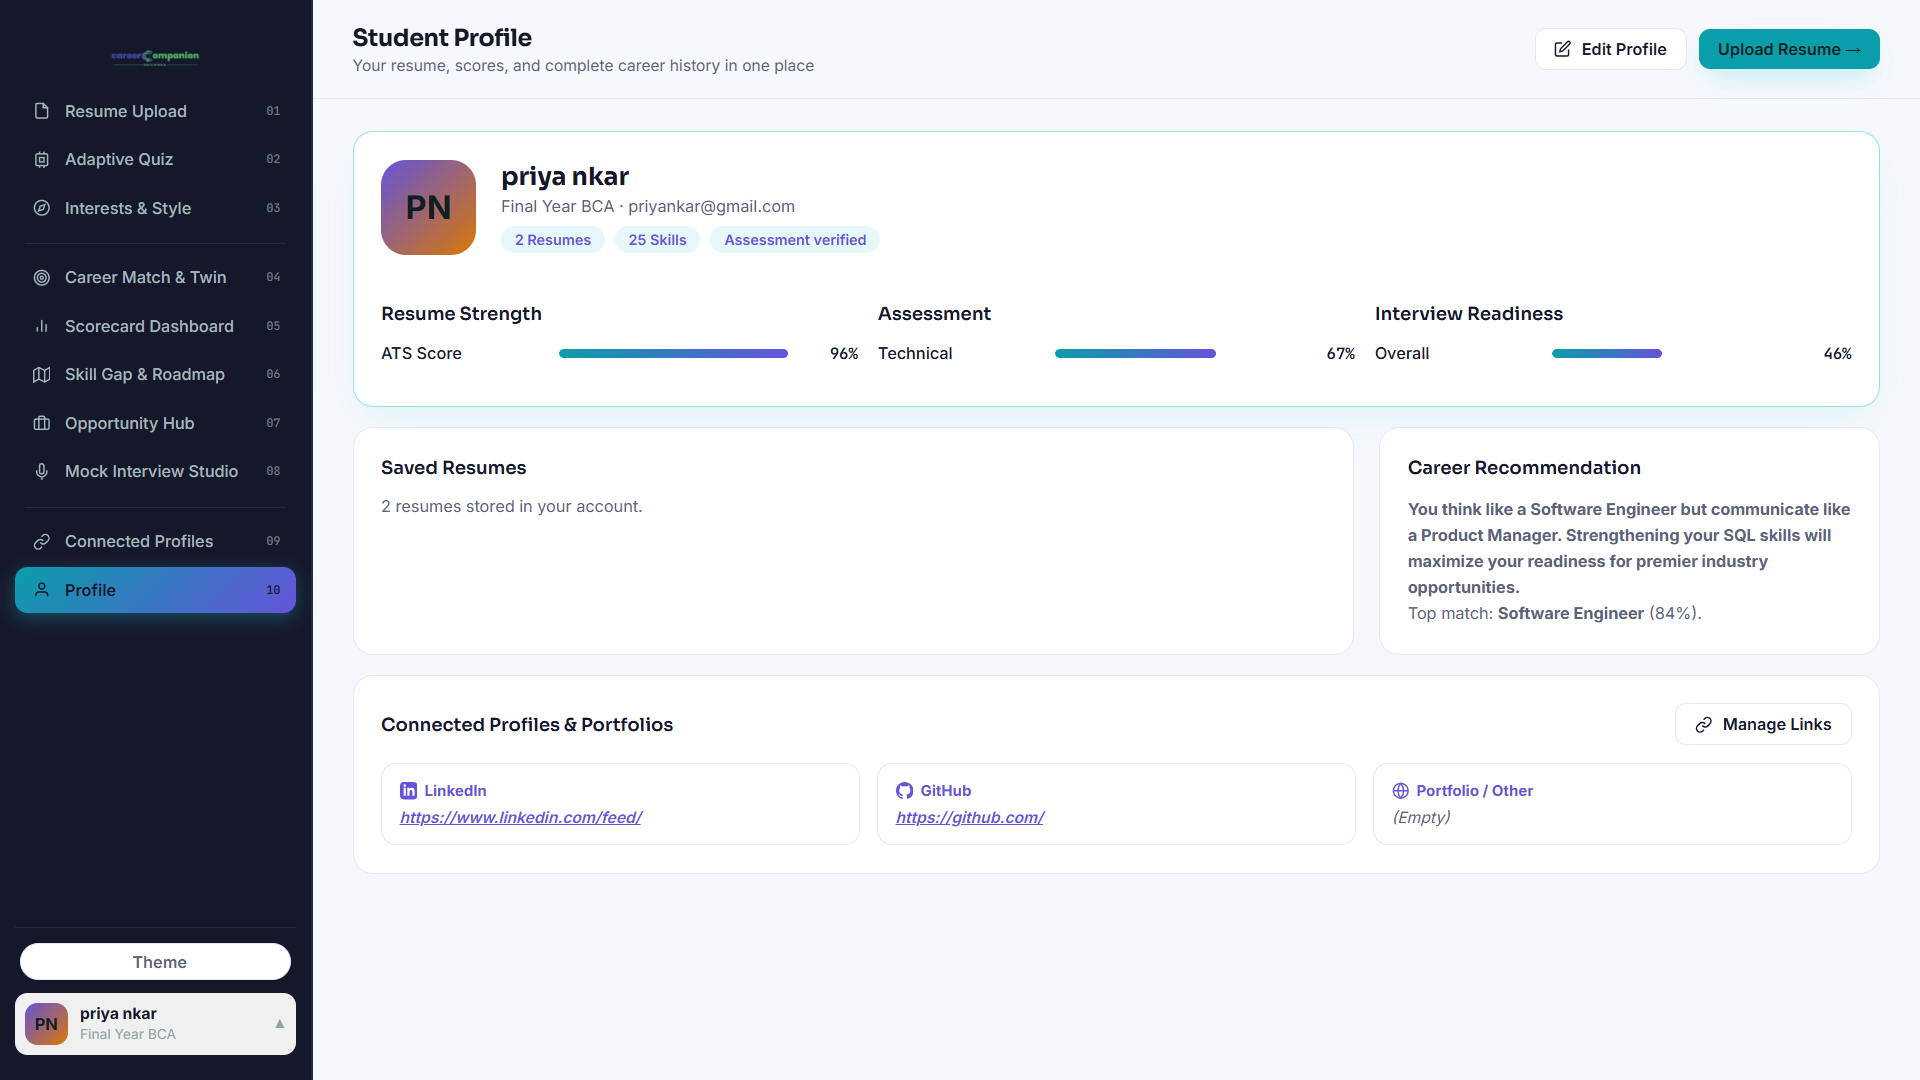 careerCompanion
Resume Upload 01
Adaptive Quiz 02
Interests & Style 03
Career Match & Twin 04
Scorecard Dashboard 05
Skill Gap & Roadmap 06
Opportunity Hub 07
Mock Interview Studio 08
Connected Profiles 09
Profile 10
Theme
PN
priya nkar
Final Year BCA
▲
Student Profile
Your resume, scores, and complete career history in one place
Edit Profile
Upload Resume →
PN
priya nkar
Final Year BCA · priyankar@gmail.com
2 Resumes 25 Skills Assessment verified
Resume Strength
ATS Score 96%
Assessment
Technical 67%
Interview Readiness
Overall 46%
Saved Resumes
2 resumes stored in your account.
Career Recommendation
You think like a Software Engineer but communicate like
a Product Manager. Strengthening your SQL skills will
maximize your readiness for premier industry
opportunities.
Top match: Software Engineer (84%).
Connected Profiles & Portfolios
Manage Links
LinkedIn
https://www.linkedin.com/feed/
GitHub
https://github.com/
Portfolio / Other
(Empty)